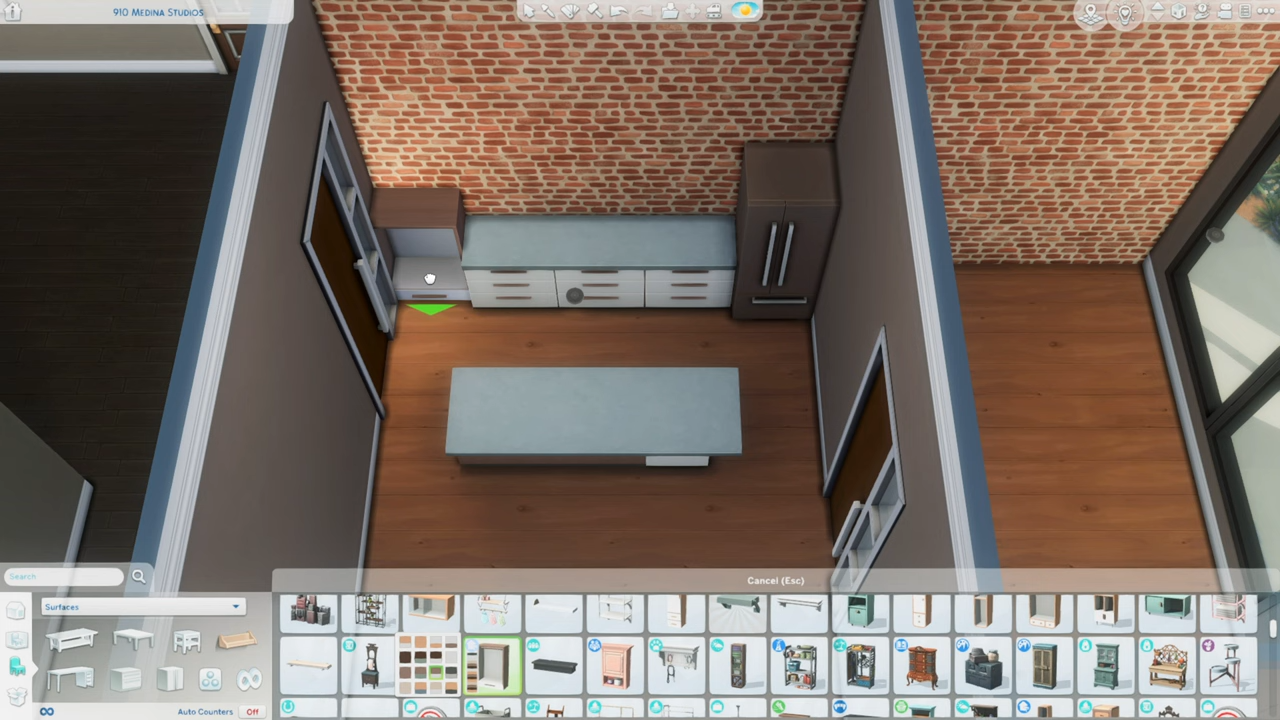 910 Medina Studios
Cancel (Esc)
Search
Surfaces
Auto Counters Off